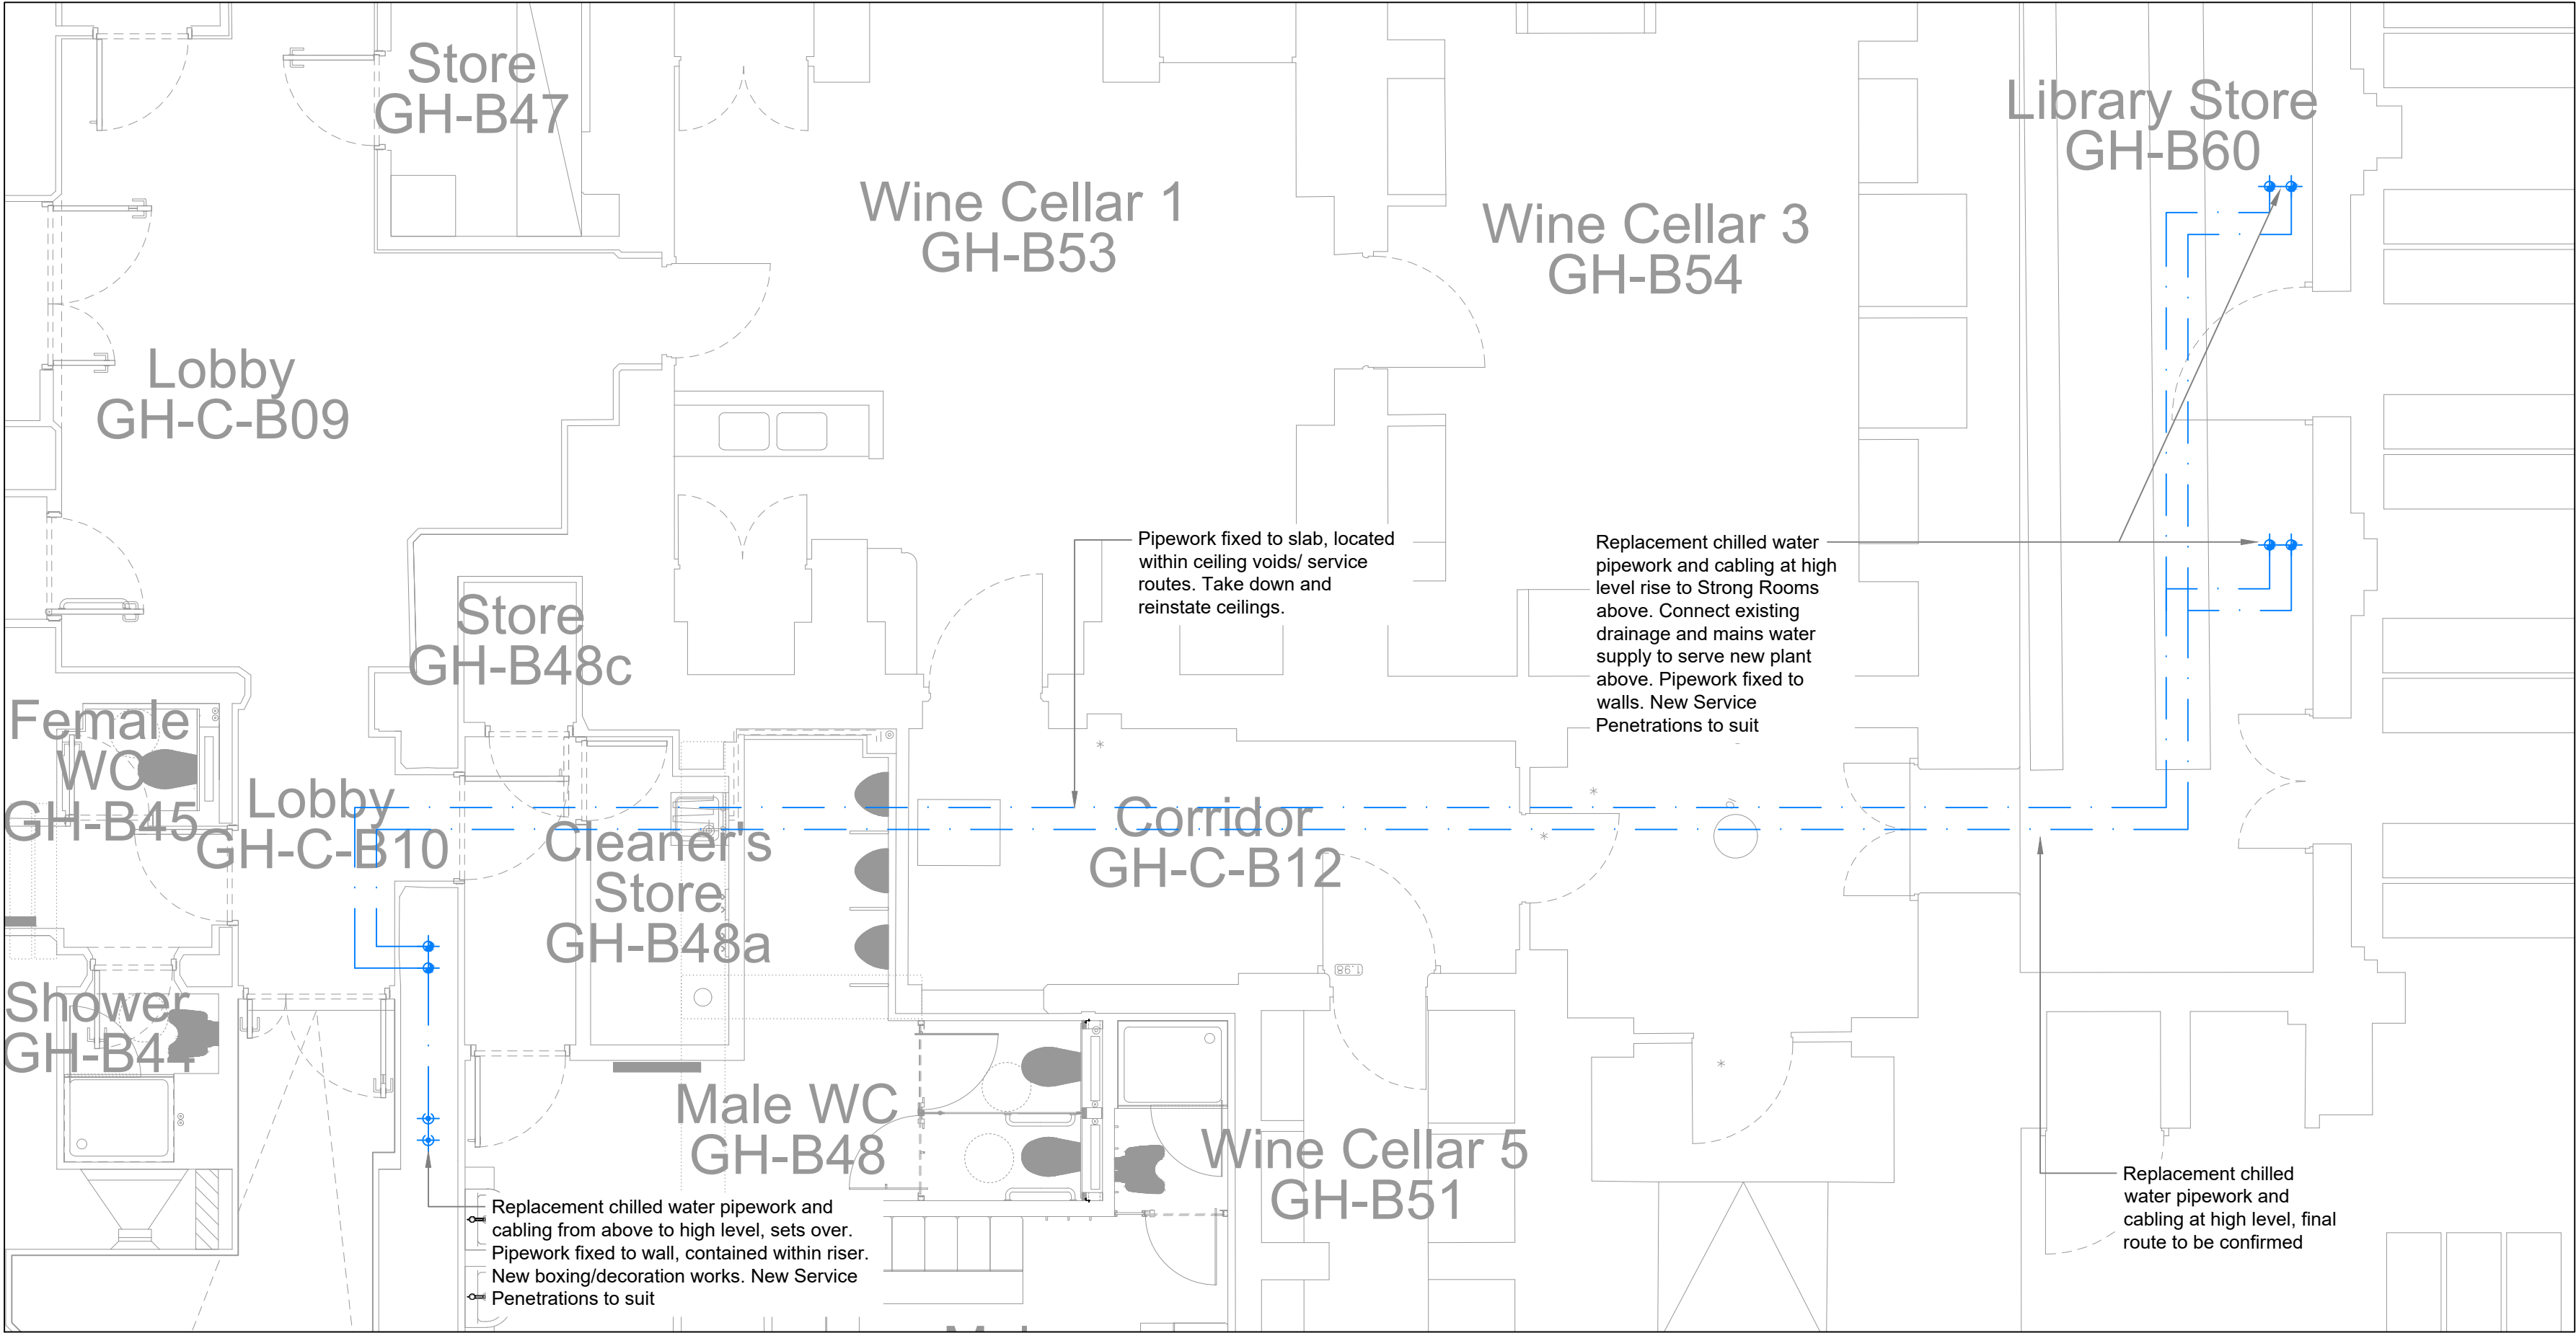 Store
GH-B47
Library Store
GH-B60
Wine Cellar 1
GH-B53
Wine Cellar 3
GH-B54
Lobby
GH-C-B09
Pipework fixed to slab, located
within ceiling voids/ service
routes. Take down and
reinstate ceilings.
Replacement chilled water
pipework and cabling at high
level rise to Strong Rooms
above. Connect existing
drainage and mains water
supply to serve new plant
above. Pipework fixed to
walls. New Service
Penetrations to suit
Store
GH-B48c
Female
WC
GH-B45
Lobby
GH-C-B10
Cleaner's
Store
GH-B48a
Corridor
GH-C-B12
1.98
Shower
GH-B44
Male WC
GH-B48
Wine Cellar 5
GH-B51
Replacement chilled water pipework and
cabling from above to high level, sets over.
Pipework fixed to wall, contained within riser.
New boxing/decoration works. New Service
Penetrations to suit
Replacement chilled
water pipework and
cabling at high level, final
route to be confirmed